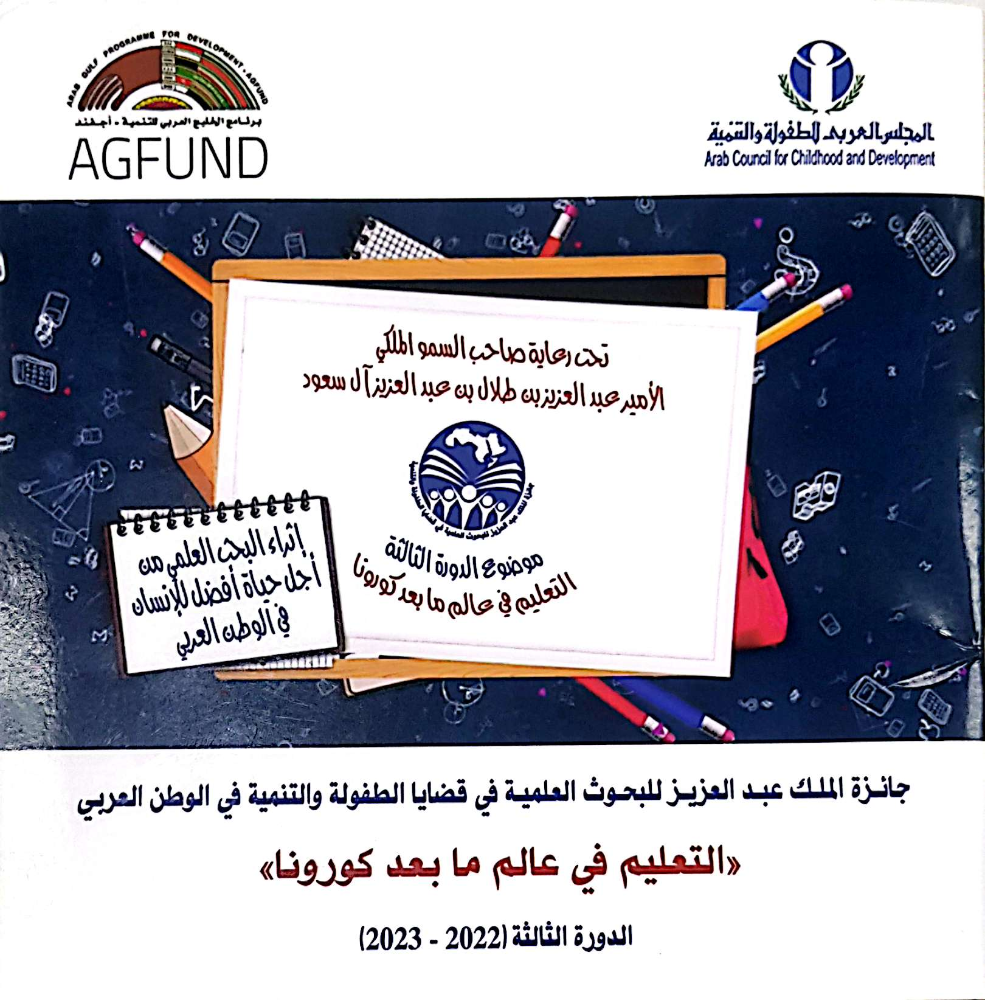 ARAB GULF PROGRAMME FOR DEVELOPMENT - AGFUND
برنامج الخليج العربي للتنمية - أجفند
AGFUND
المجلس العربى للطفولة والتنمية
Arab Council for Childhood and Development
تحت رعاية صاحب السمو الملكي
الأمير عبد العزيز بن طلال بن عبد العزيز آل سعود
جائزة الملك عبد العزيز للبحوث العلمية في قضايا الطفولة والتنمية
موضوع الدورة الثالثة
التعليم في عالم ما بعد كورونا
إثراء البحث العلمي من
أجل حياة أفضل للإنسان
في الوطن العربي
جائزة الملك عبد العزيز للبحوث العلمية في قضايا الطفولة والتنمية في الوطن العربي
«التعليم في عالم ما بعد كورونا»
الدورة الثالثة (2022 - 2023)